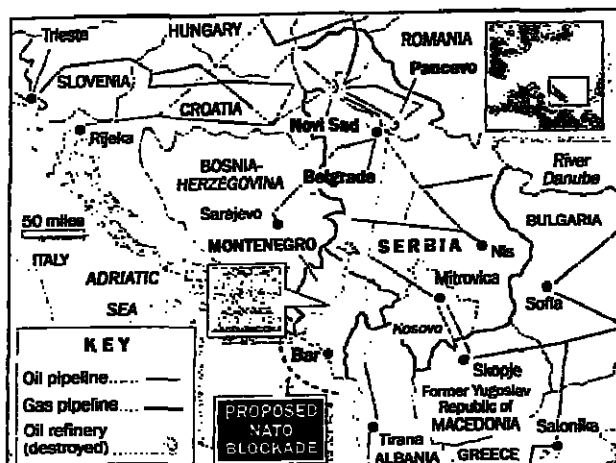 HUNGARY
Trieste
ROMANIA
Pancevo
SLOVENIA
CROATIA
Novi Sad
Rijeka
BOSNIA-
HERZEGOVINA
Belgrade
River
Danube
50 miles
Sarajevo
BULGARIA
MONTENEGRO
SERBIA
Nis
ITALY
ADRIATIC
SEA
Mitrovica
Sofia
Kosovo
KEY
Bar
Skopje
Oil pipeline
Former Yugoslav
Republic of
MACEDONIA
Gas pipeline
Oil refinery
(destroyed)
PROPOSED
NATO
BLOCKADE
Tirana
ALBANIA
Salonika
GREECE